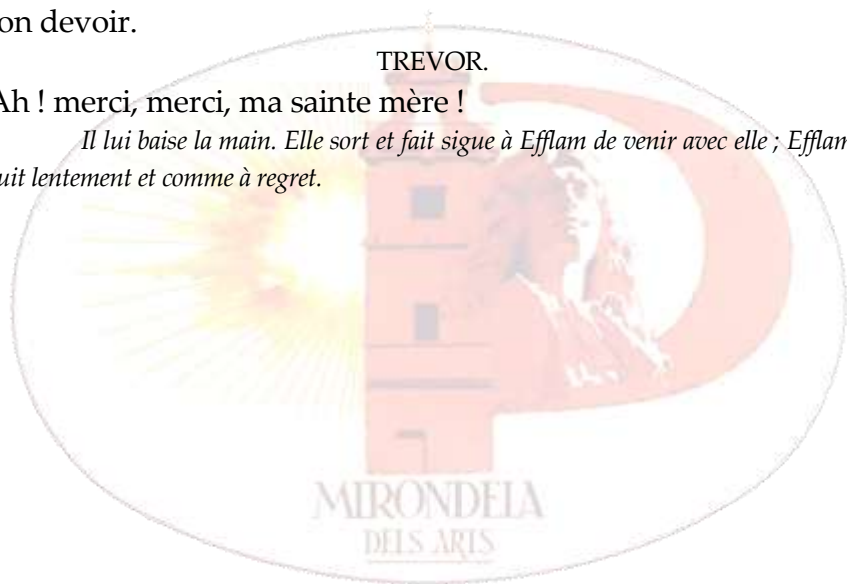 on devoir.
TREVOR.
Ah ! merci, merci, ma sainte mère !
Il lui baise la main. Elle sort et fait sigue à Efflam de venir avec elle ; Efflam
uit lentement et comme à regret.
MIRONDELA
DELS ARTS